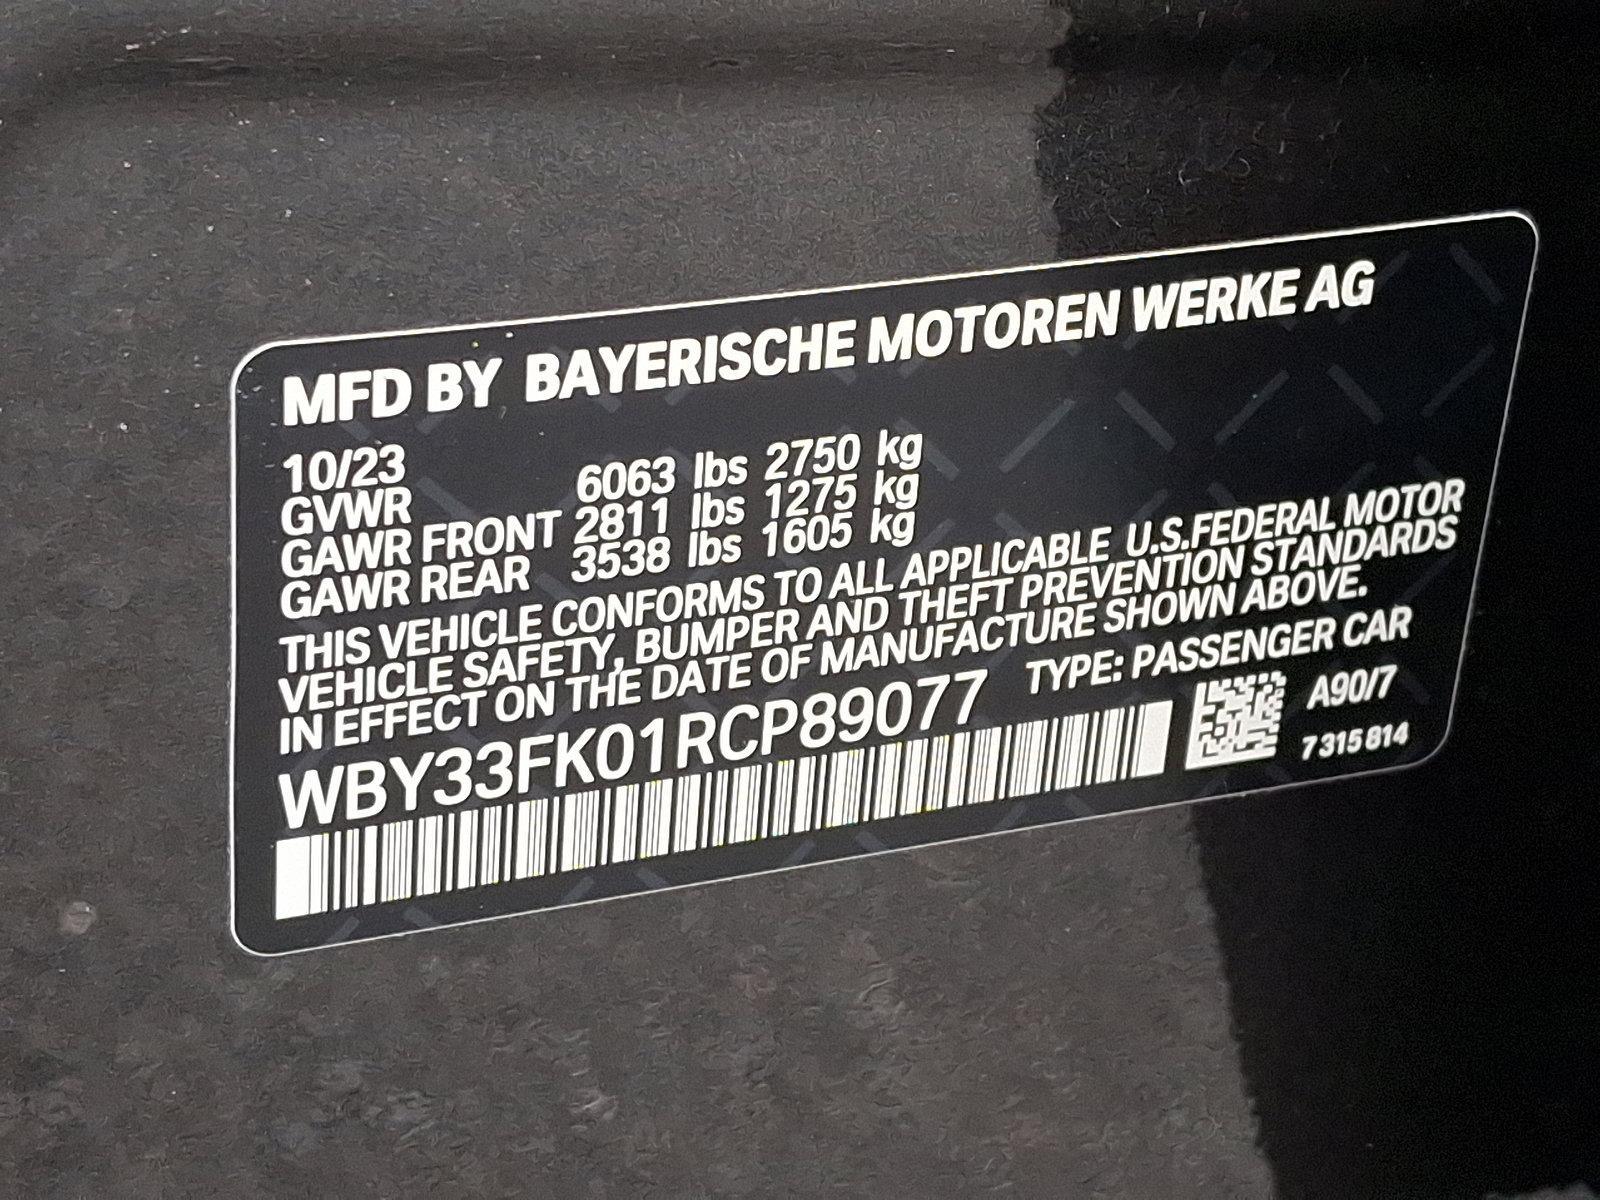 MFD BY BAYERISCHE MOTOREN WERKE AG
10/23
GVWR 6063 lbs 2750 kg
GAWR FRONT 2811 lbs 1275 kg
GAWR REAR 3538 lbs 1605 kg
THIS VEHICLE CONFORMS TO ALL APPLICABLE U.S.FEDERAL MOTOR
VEHICLE SAFETY, BUMPER AND THEFT PREVENTION STANDARDS
IN EFFECT ON THE DATE OF MANUFACTURE SHOWN ABOVE.
WBY33FK01RCP89077 TYPE: PASSENGER CAR
A90/7
7 315 814